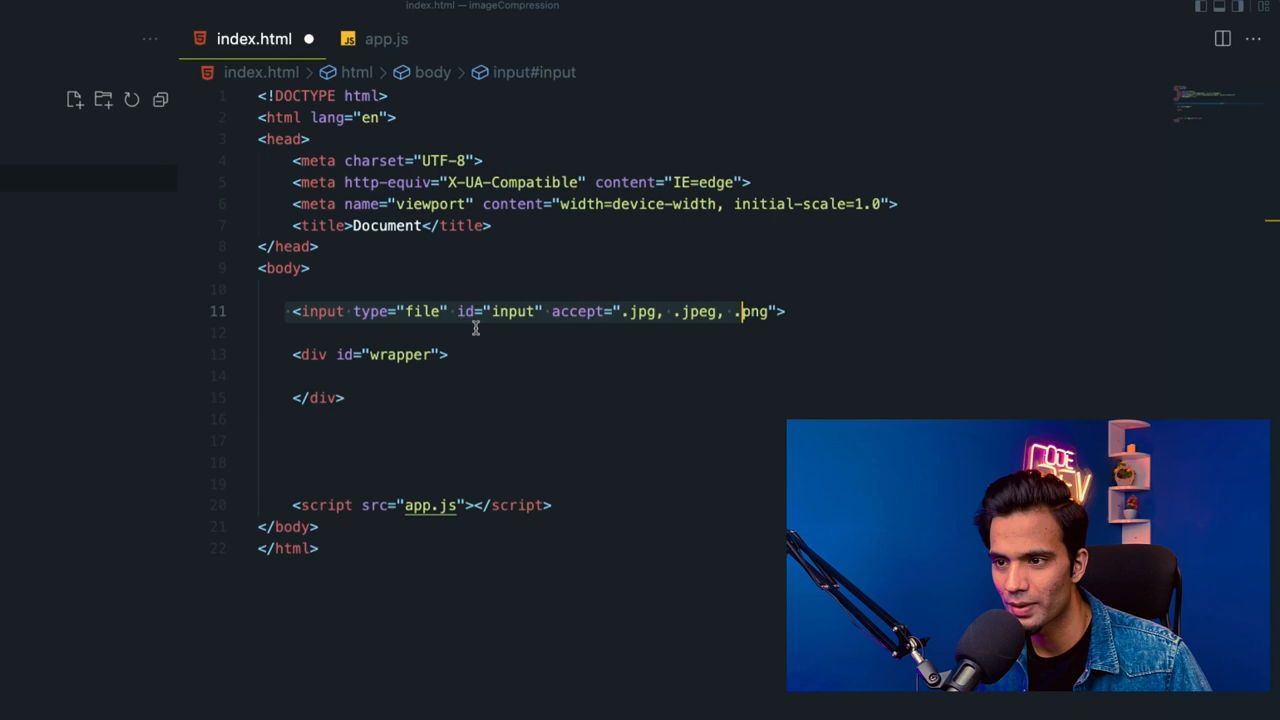 index.html — imageCompression
index.html app.js
index.html > html > body > input#input
1 <!DOCTYPE html>
2 <html lang="en">
3 <head>
4 <meta charset="UTF-8">
5 <meta http-equiv="X-UA-Compatible" content="IE=edge">
6 <meta name="viewport" content="width=device-width, initial-scale=1.0">
7 <title>Document</title>
8 </head>
9 <body>
10
11 <input type="file" id="input" accept=".jpg, .jpeg, .png">
12
13 <div id="wrapper">
14
15 </div>
16
17
18
19
20 <script src="app.js"></script>
21 </body>
22 </html>
CODE
DEV